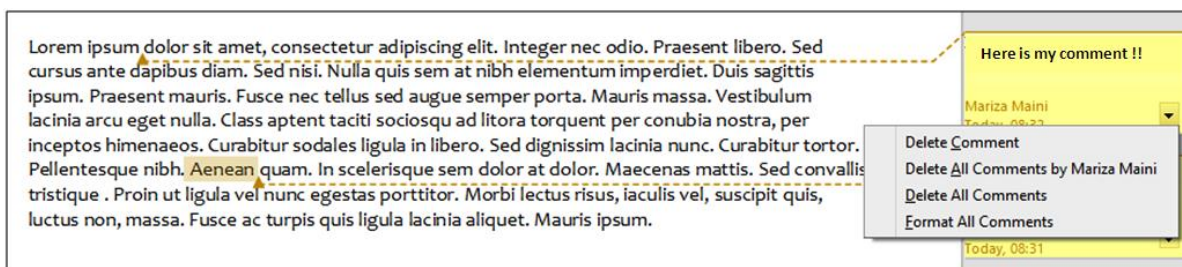 Lorem ipsum dolor sit amet, consectetur adipiscing elit. Integer nec odio. Praesent libero. Sed
cursus ante dapibus diam. Sed nisi. Nulla quis sem at nibh elementum imperdiet. Duis sagittis
ipsum. Praesent mauris. Fusce nec tellus sed augue semper porta. Mauris massa. Vestibulum
lacinia arcu eget nulla. Class aptent taciti sociosqu ad litora torquent per conubia nostra, per
inceptos himenaeos. Curabitur sodales ligula in libero. Sed dignissim lacinia nunc. Curabitur tortor.
Pellentesque nibh. Aenean quam. In scelerisque sem dolor at dolor. Maecenas mattis. Sed convallis
tristique . Proin ut ligula vel nunc egestas porttitor. Morbi lectus risus, iaculis vel, suscipit quis,
luctus non, massa. Fusce ac turpis quis ligula lacinia aliquet. Mauris ipsum.
Here is my comment !!
Mariza Maini
Today, 08:32
Delete Comment
Delete All Comments by Mariza Maini
Delete All Comments
Format All Comments
Today, 08:31